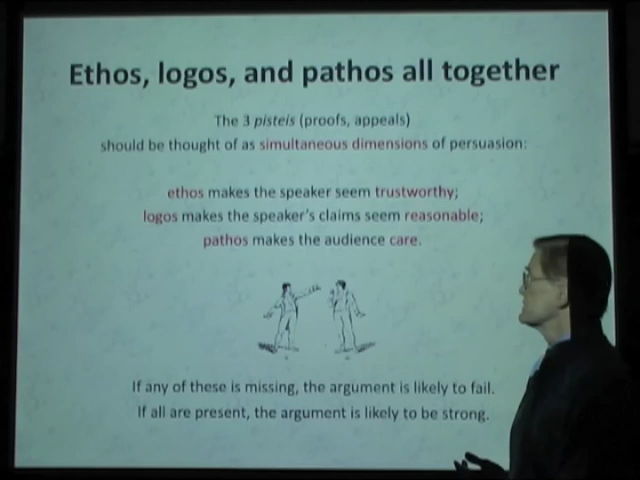 Ethos, logos, and pathos all together
The 3 pisteis (proofs, appeals)
should be thought of as simultaneous dimensions of persuasion:
ethos makes the speaker seem trustworthy;
logos makes the speaker's claims seem reasonable;
pathos makes the audience care.
If any of these is missing, the argument is likely to fail.
If all are present, the argument is likely to be strong.